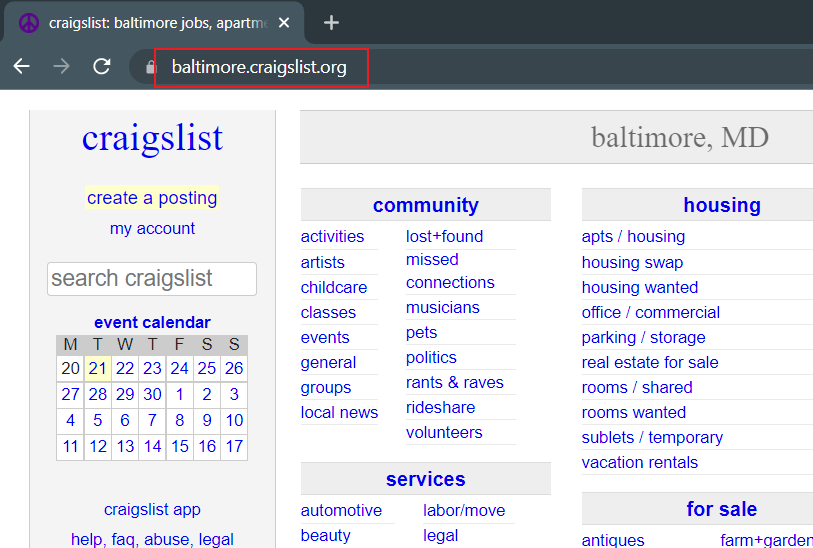 craigslist: baltimore jobs, apartme
baltimore.craigslist.org
craigslist
create a posting
my account
search craigslist
event calendar
M T W T F S S
20 21 22 23 24 25 26
27 28 29 30 1 2 3
4 5 6 7 8 9 10
11 12 13 14 15 16 17
craigslist app
help, faq, abuse, legal
baltimore, MD
community
activities
artists
childcare
classes
events
general
groups
local news
lost+found
missed
connections
musicians
pets
politics
rants & raves
rideshare
volunteers
services
automotive
beauty
labor/move
legal
housing
apts / housing
housing swap
housing wanted
office / commercial
parking / storage
real estate for sale
rooms / shared
rooms wanted
sublets / temporary
vacation rentals
for sale
antiques
farm+garden